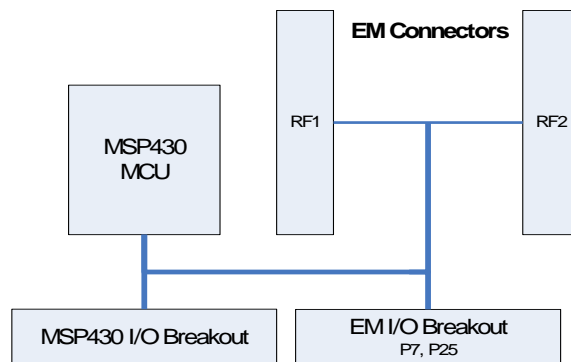 EM Connectors
RF1
RF2
MSP430
MCU
MSP430 I/O Breakout
EM I/O Breakout
P7, P25